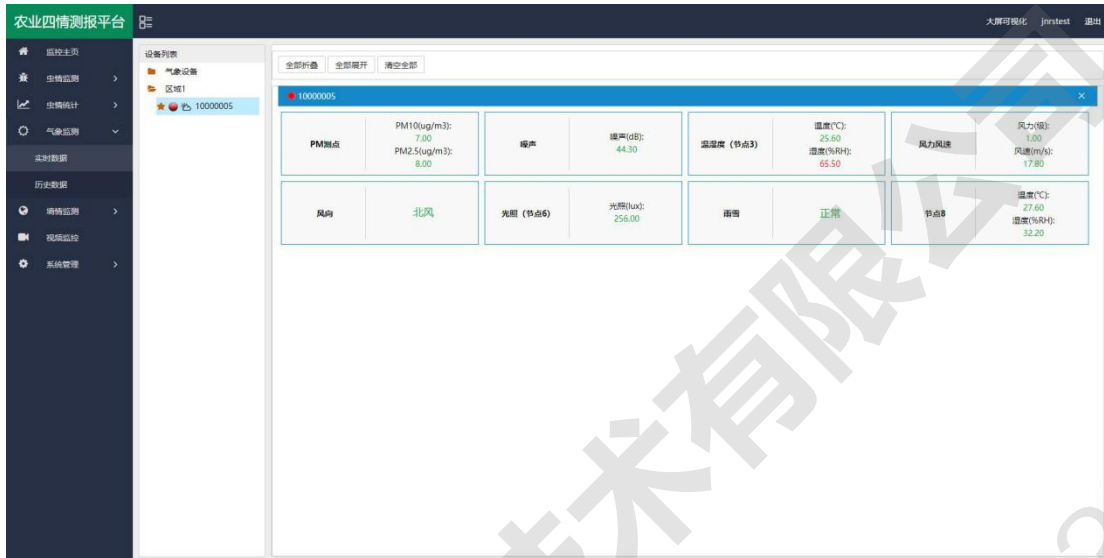 农业四情测报平台
大屏可视化 jnrstest 退出
监控主页
虫情监测
虫情统计
气象监测
实时数据
历史数据
墒情监测
视频监控
系统管理
设备列表
气象设备
区域1
10000005
全部折叠 全部展开 清空全部
10000005
PM测点
PM10(ug/m3):
7.00
PM2.5(ug/m3):
8.00
噪声
噪声(dB):
44.30
温湿度 (节点3)
温度(℃):
25.60
湿度(%RH):
65.50
风力风速
风力(级):
1.00
风速(m/s):
17.80
风向
北风
光照 (节点6)
光照(lux):
256.00
雨雪
正常
节点8
温度(℃):
27.60
湿度(%RH):
32.20
技术有限公司